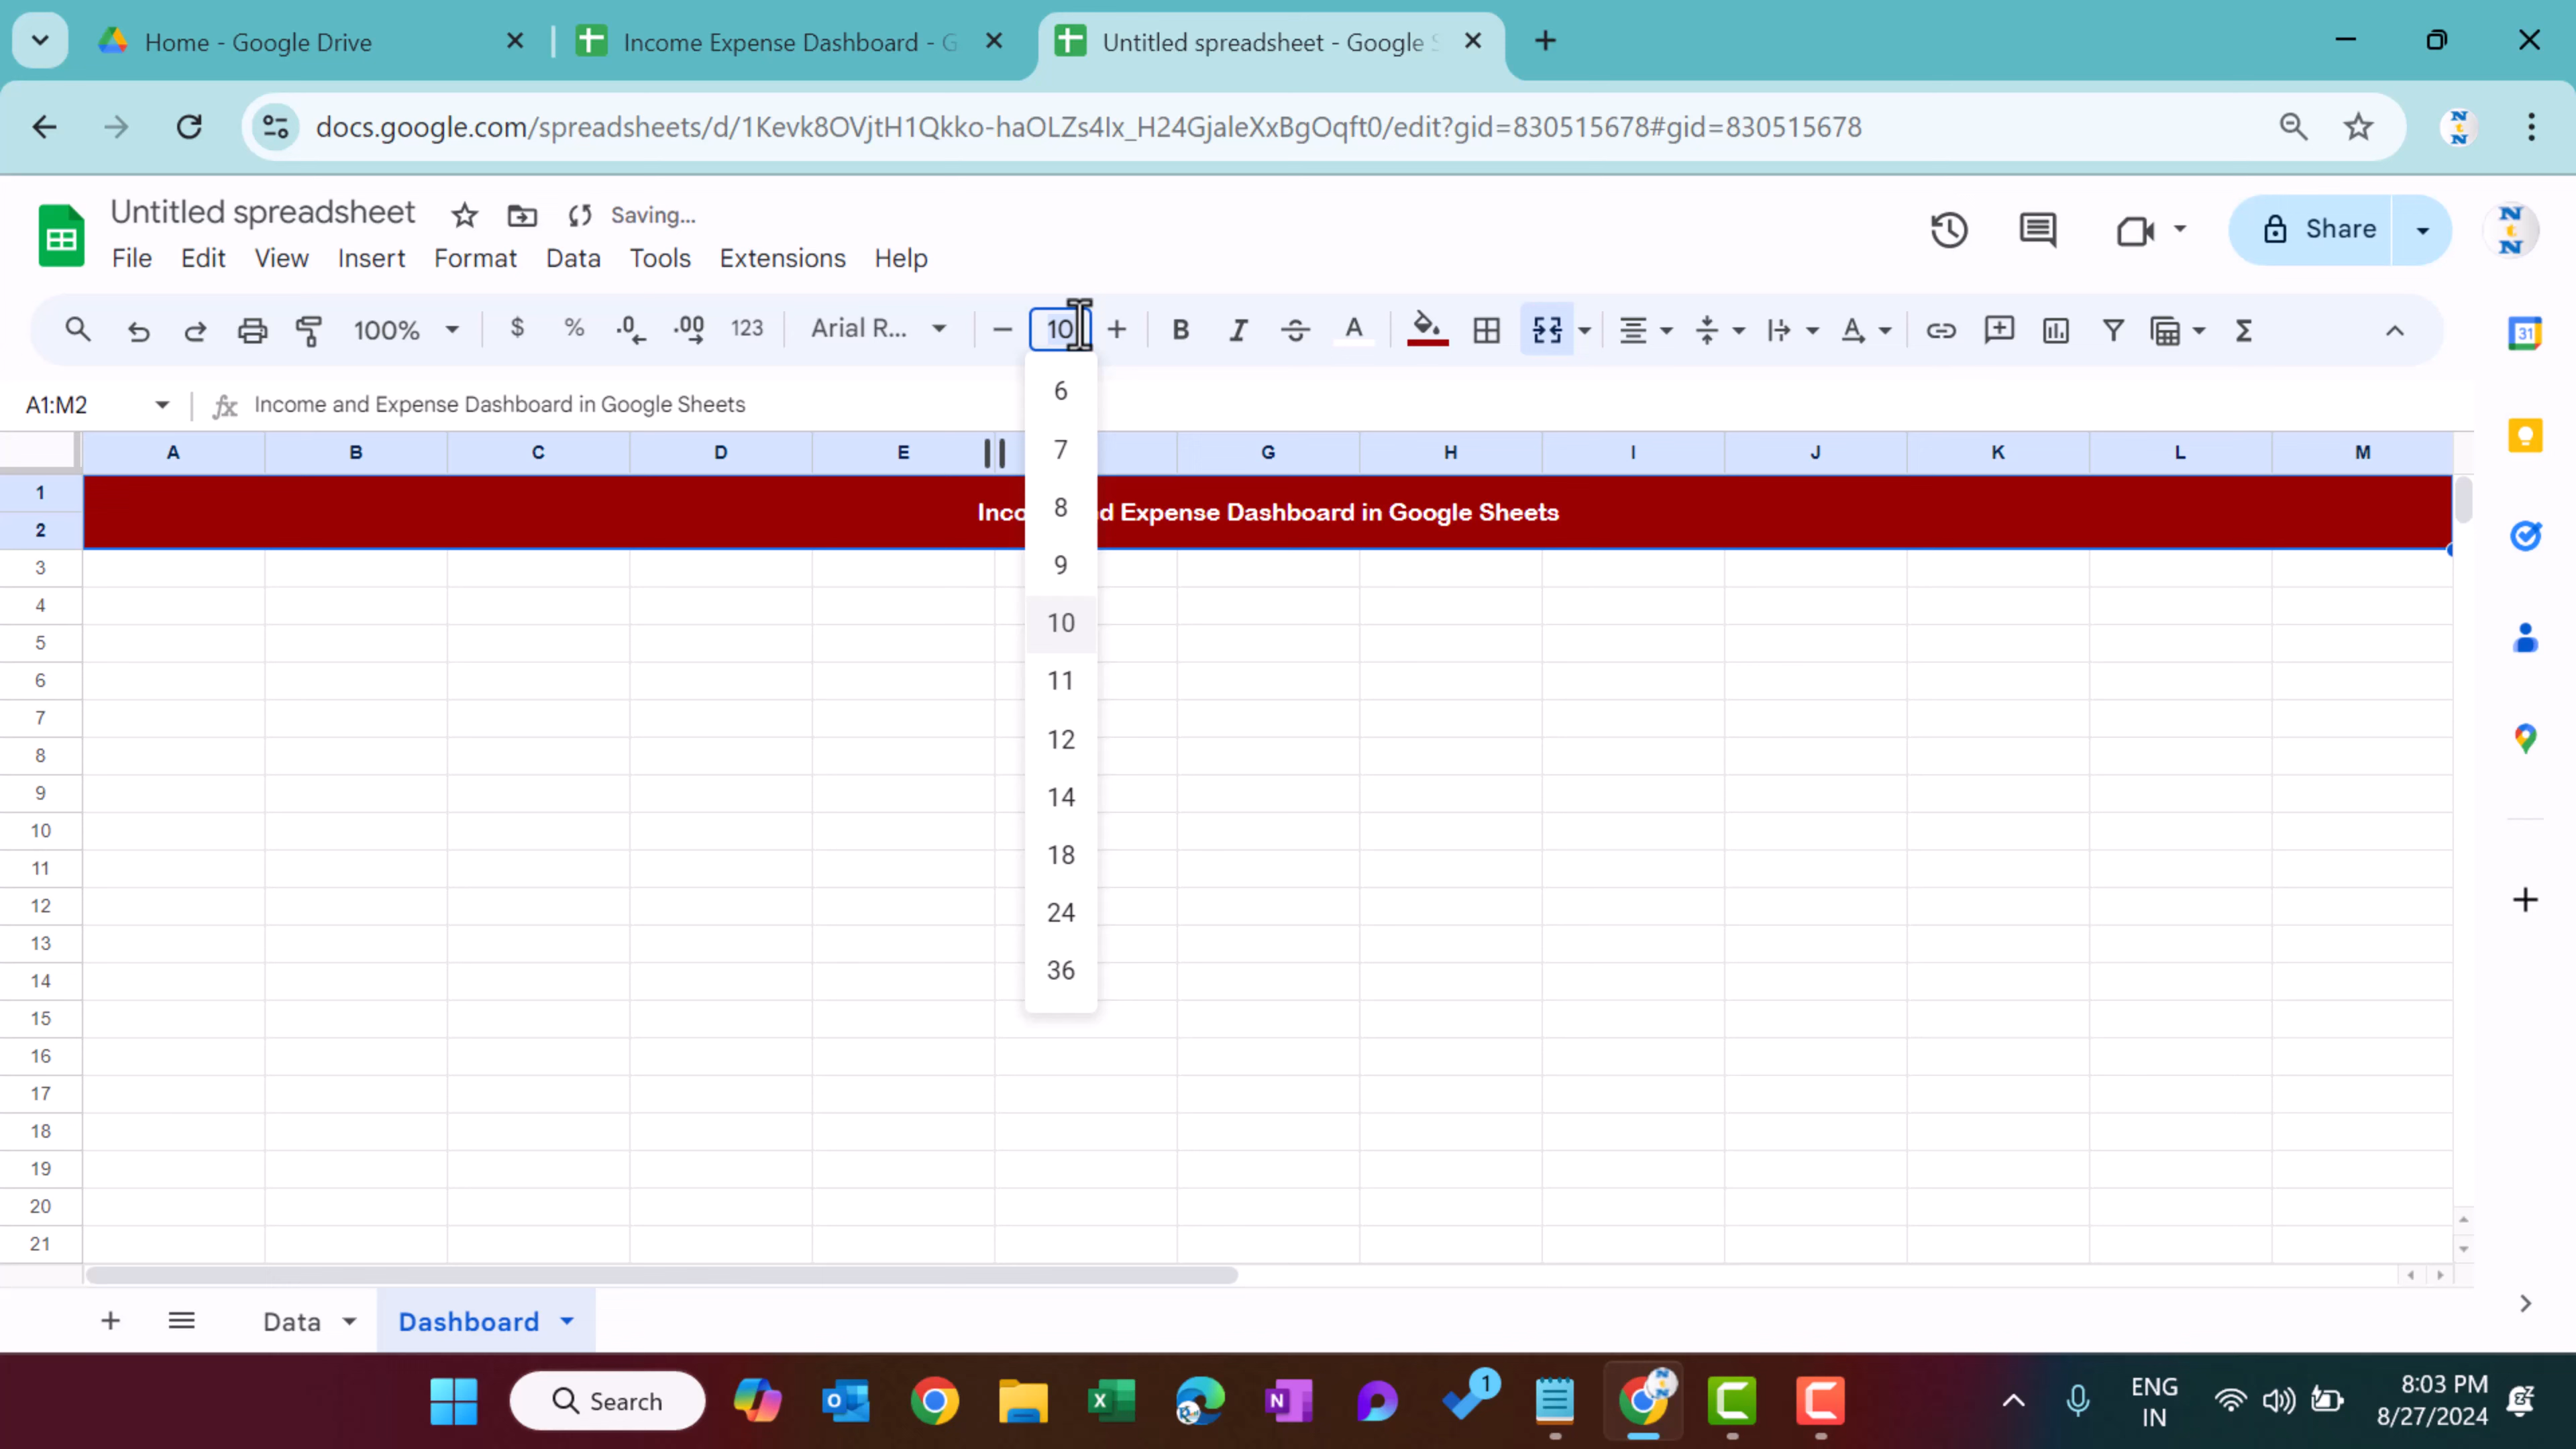 Home - Google Drive
Income Expense Dashboard - G
Untitled spreadsheet - Google S
docs.google.com/spreadsheets/d/1Kevk8OVjtH1Qkko-haOLZs4Ix_H24GjaleXxBgOqft0/edit?gid=830515678#gid=830515678
Untitled spreadsheet
Saving...
File Edit View Insert Format Data Tools Extensions Help
Share
100% $ % .0 .00 123 Arial R... 10 B I S A
A1:M2 fx Income and Expense Dashboard in Google Sheets
A B C D E G H I J K L M
1
2
Inco d Expense Dashboard in Google Sheets
3
4
5
6
7
8
9
10
11
12
13
14
15
16
17
18
19
20
21
6
7
8
9
10
11
12
14
18
24
36
31
Data
Dashboard
Search
1
ENG
IN
8:03 PM
8/27/2024